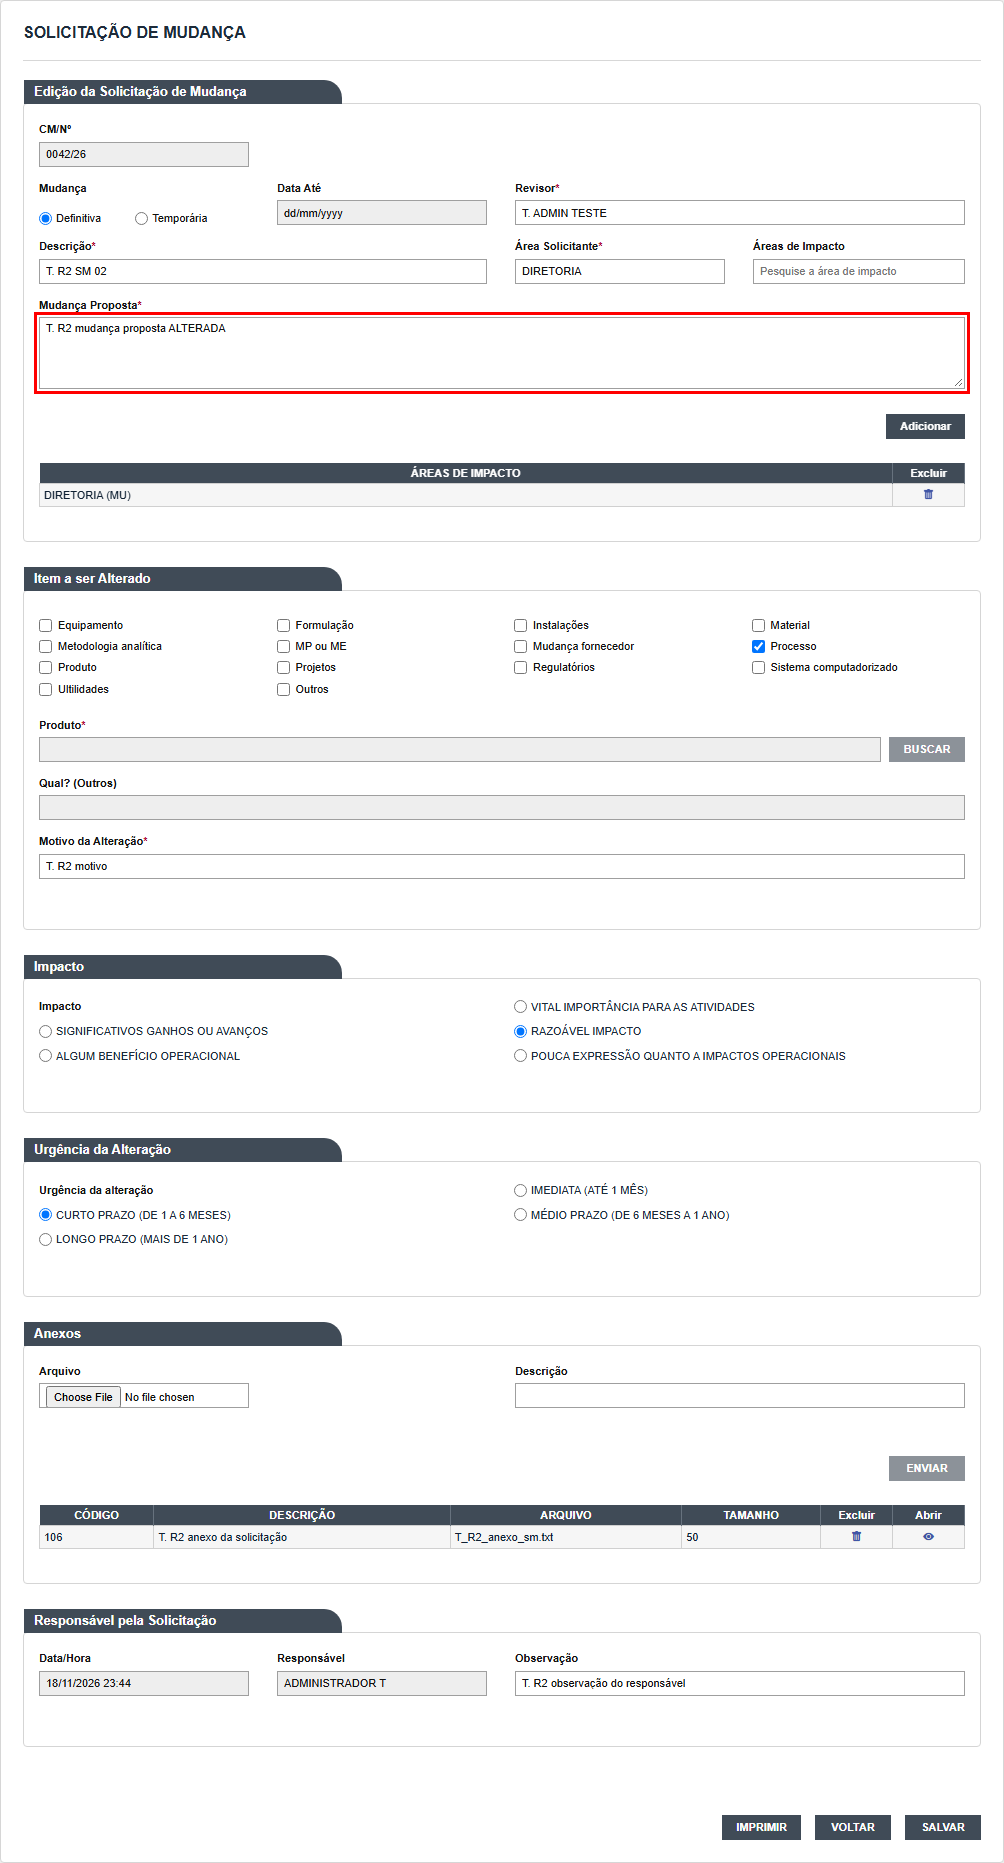 SOLICITAÇÃO DE MUDANÇA
Edição da Solicitação de Mudança
CM/Nº
0042/26
Mudança Data Até Revisor*
Definitiva Temporária dd/mm/yyyy T. ADMIN TESTE
Descrição* Área Solicitante* Áreas de Impacto
T. R2 SM 02 DIRETORIA Pesquise a área de impacto
Mudança Proposta*
T. R2 mudança proposta ALTERADA
Adicionar
ÁREAS DE IMPACTO Excluir
DIRETORIA (MU)
Item a ser Alterado
Equipamento Formulação Instalações Material
Metodologia analítica MP ou ME Mudança fornecedor Processo
Produto Projetos Regulatórios Sistema computadorizado
Ultilidades Outros
Produto*
BUSCAR
Qual? (Outros)
Motivo da Alteração*
T. R2 motivo
Impacto
Impacto VITAL IMPORTÂNCIA PARA AS ATIVIDADES
SIGNIFICATIVOS GANHOS OU AVANÇOS RAZOÁVEL IMPACTO
ALGUM BENEFÍCIO OPERACIONAL POUCA EXPRESSÃO QUANTO A IMPACTOS OPERACIONAIS
Urgência da Alteração
Urgência da alteração IMEDIATA (ATÉ 1 MÊS)
CURTO PRAZO (DE 1 A 6 MESES) MÉDIO PRAZO (DE 6 MESES A 1 ANO)
LONGO PRAZO (MAIS DE 1 ANO)
Anexos
Arquivo Descrição
Choose File No file chosen
ENVIAR
CÓDIGO DESCRIÇÃO ARQUIVO TAMANHO Excluir Abrir
106 T. R2 anexo da solicitação T_R2_anexo_sm.txt 50
Responsável pela Solicitação
Data/Hora Responsável Observação
18/11/2026 23:44 ADMINISTRADOR T T. R2 observação do responsável
IMPRIMIR VOLTAR SALVAR